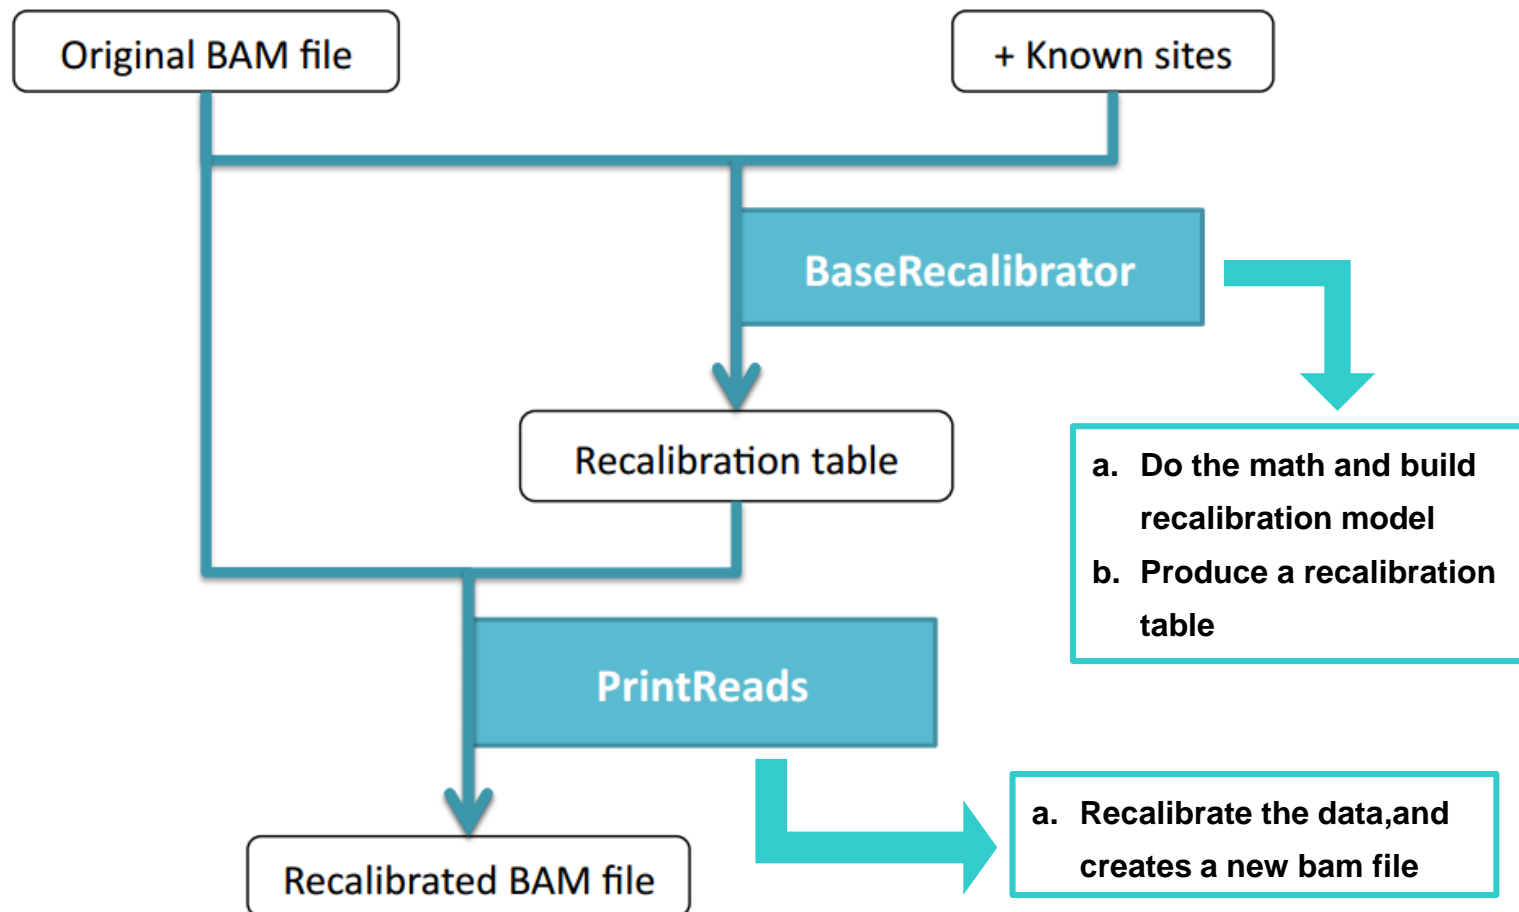 Original BAM file
+ Known sites
BaseRecalibrator
Recalibration table
a. Do the math and build
recalibration model
b. Produce a recalibration
table
PrintReads
a. Recalibrate the data,and
creates a new bam file
Recalibrated BAM file